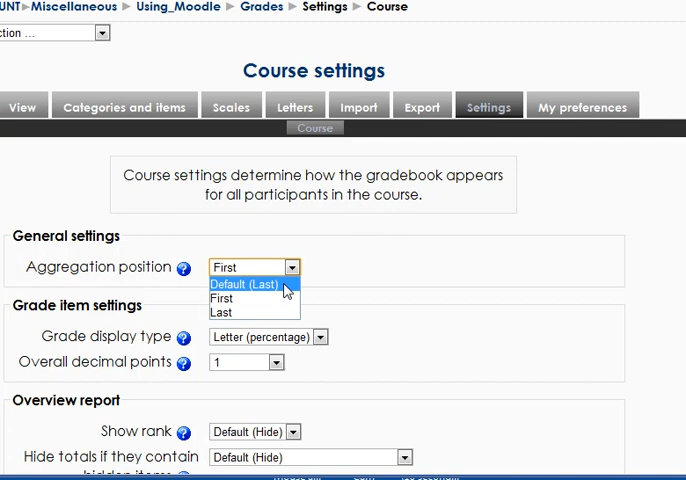 UNT ► Miscellaneous ► Using_Moodle ► Grades ► Settings ► Course
ction ...
Course settings
View Categories and items Scales Letters Import Export Settings My preferences
Course
Course settings determine how the gradebook appears
for all participants in the course.
General settings
Aggregation position ? First
Default (Last)
First
Last
Grade item settings
Grade display type ? Letter (percentage)
Overall decimal points ? 1
Overview report
Show rank ? Default (Hide)
Hide totals if they contain ? Default (Hide)
hidden items